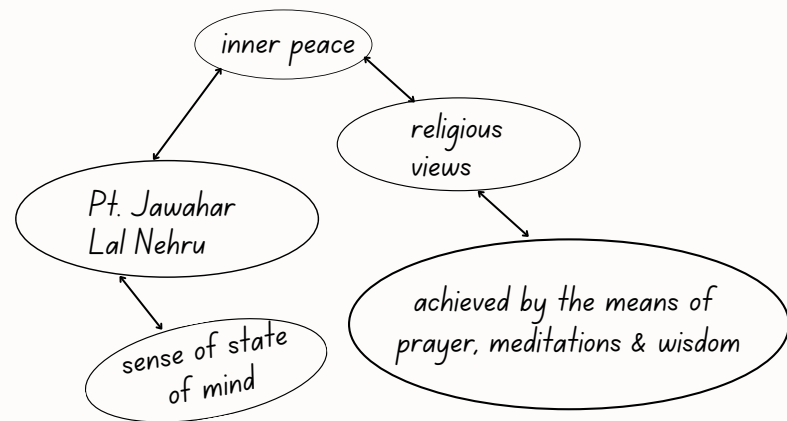 inner peace
religious
views
Pt. Jawahar
Lal Nehru
achieved by the means of
prayer, meditations & wisdom
sense of state
of mind